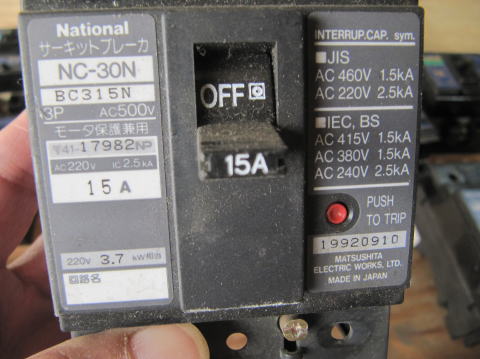 National
サーキットブレーカ
NC-30N
BC315N
3P AC500V
モータ保護兼用
T41-17982NP
AC220V IC2.5kA
15A
220V 3.7 kW相当
回路名
OFF
15A
INTERRUP.CAP. sym.
■JIS
AC 460V 1.5kA
AC 220V 2.5kA
■IEC, BS
AC 415V 1.5kA
AC 380V 1.5kA
AC 240V 2.5kA
PUSH
TO TRIP
19920910
MATSUSHITA
ELECTRIC WORKS, LTD.
MADE IN JAPAN